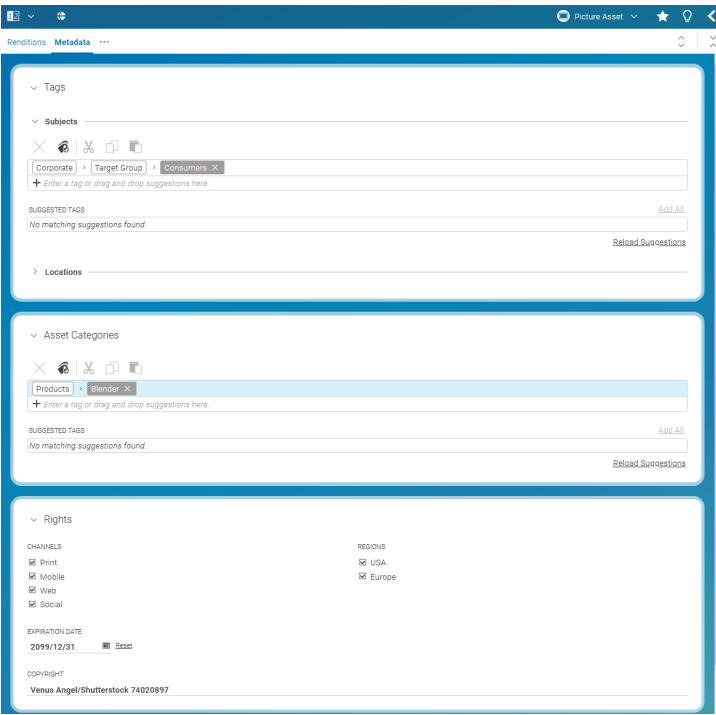 Picture Asset
Renditions Metadata ...
Tags
Subjects
Corporate > Target Group > Consumers ×
+ Enter a tag or drag and drop suggestions here.
SUGGESTED TAGS Add All
No matching suggestions found.
Reload Suggestions
> Locations
Asset Categories
Products > Blender ×
+ Enter a tag or drag and drop suggestions here.
SUGGESTED TAGS Add All
No matching suggestions found.
Reload Suggestions
Rights
CHANNELS REGIONS
Print USA
Mobile Europe
Web
Social
EXPIRATION DATE
2099/12/31 Reset
COPYRIGHT
Venus Angel/Shutterstock 74020897